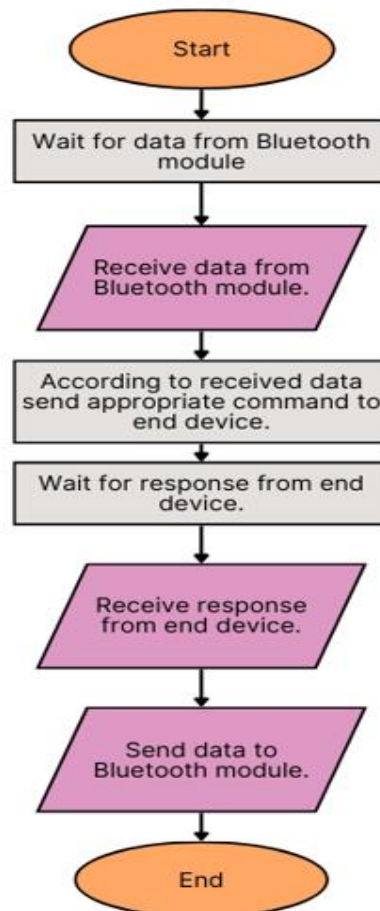 Start
Wait for data from Bluetooth
module
Receive data from
Bluetooth module.
According to received data
send appropriate command to
end device.
Wait for response from end
device.
Receive response
from end device.
Send data to
Bluetooth module.
End